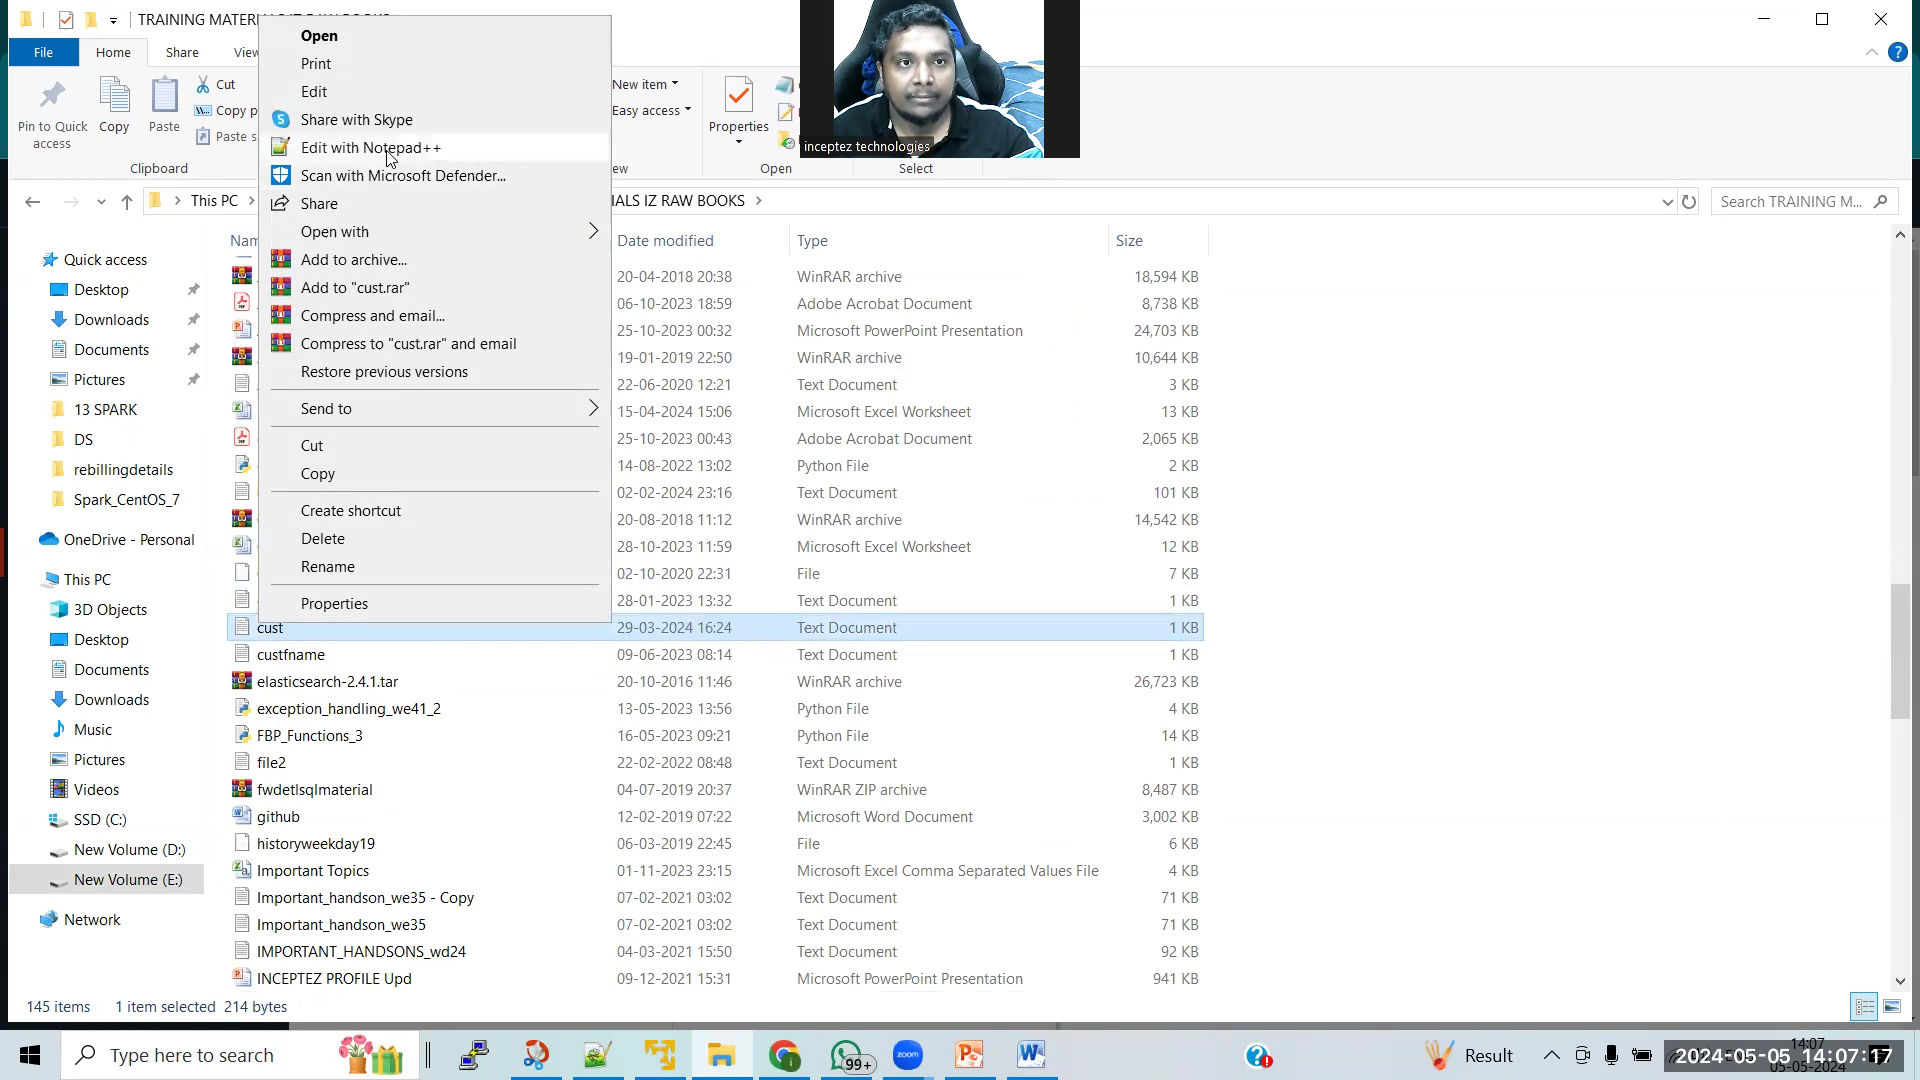 TRAINING MATER
File
Home
Share
Vie
Pin to Quick access
Copy
Paste
Cut
Copy p
Paste s
Clipboard
New item
Easy access
ew
Properties
Open
Select
inceptez technologies
Open
Print
Edit
Share with Skype
Edit with Notepad++
Scan with Microsoft Defender...
Share
Open with
Add to archive...
Add to "cust.rar"
Compress and email...
Compress to "cust.rar" and email
Restore previous versions
Send to
Cut
Copy
Create shortcut
Delete
Rename
Properties
This PC
IALS IZ RAW BOOKS
Search TRAINING M...
Quick access
Desktop
Downloads
Documents
Pictures
13 SPARK
DS
rebillingdetails
Spark_CentOS_7
OneDrive - Personal
This PC
3D Objects
Desktop
Documents
Downloads
Music
Pictures
Videos
SSD (C:)
New Volume (D:)
New Volume (E:)
Network
Nam Date modified Type Size
20-04-2018 20:38 WinRAR archive 18,594 KB
06-10-2023 18:59 Adobe Acrobat Document 8,738 KB
25-10-2023 00:32 Microsoft PowerPoint Presentation 24,703 KB
19-01-2019 22:50 WinRAR archive 10,644 KB
22-06-2020 12:21 Text Document 3 KB
15-04-2024 15:06 Microsoft Excel Worksheet 13 KB
25-10-2023 00:43 Adobe Acrobat Document 2,065 KB
14-08-2022 13:02 Python File 2 KB
02-02-2024 23:16 Text Document 101 KB
20-08-2018 11:12 WinRAR archive 14,542 KB
28-10-2023 11:59 Microsoft Excel Worksheet 12 KB
02-10-2020 22:31 File 7 KB
28-01-2023 13:32 Text Document 1 KB
cust 29-03-2024 16:24 Text Document 1 KB
custfname 09-06-2023 08:14 Text Document 1 KB
elasticsearch-2.4.1.tar 20-10-2016 11:46 WinRAR archive 26,723 KB
exception_handling_we41_2 13-05-2023 13:56 Python File 4 KB
FBP_Functions_3 16-05-2023 09:21 Python File 14 KB
file2 22-02-2022 08:48 Text Document 1 KB
fwdetlsqlmaterial 04-07-2019 20:37 WinRAR ZIP archive 8,487 KB
github 12-02-2019 07:22 Microsoft Word Document 3,002 KB
historyweekday19 06-03-2019 22:45 File 6 KB
Important Topics 01-11-2023 23:15 Microsoft Excel Comma Separated Values File 4 KB
Important_handson_we35 - Copy 07-02-2021 03:02 Text Document 71 KB
Important_handson_we35 07-02-2021 03:02 Text Document 71 KB
IMPORTANT_HANDSONS_wd24 04-03-2021 15:50 Text Document 92 KB
INCEPTEZ PROFILE Upd 09-12-2021 15:31 Microsoft PowerPoint Presentation 941 KB
145 items 1 item selected 214 bytes
Type here to search
99+
zoom
Result
14:07
05-05-2024
2024-05-05 14:07:17